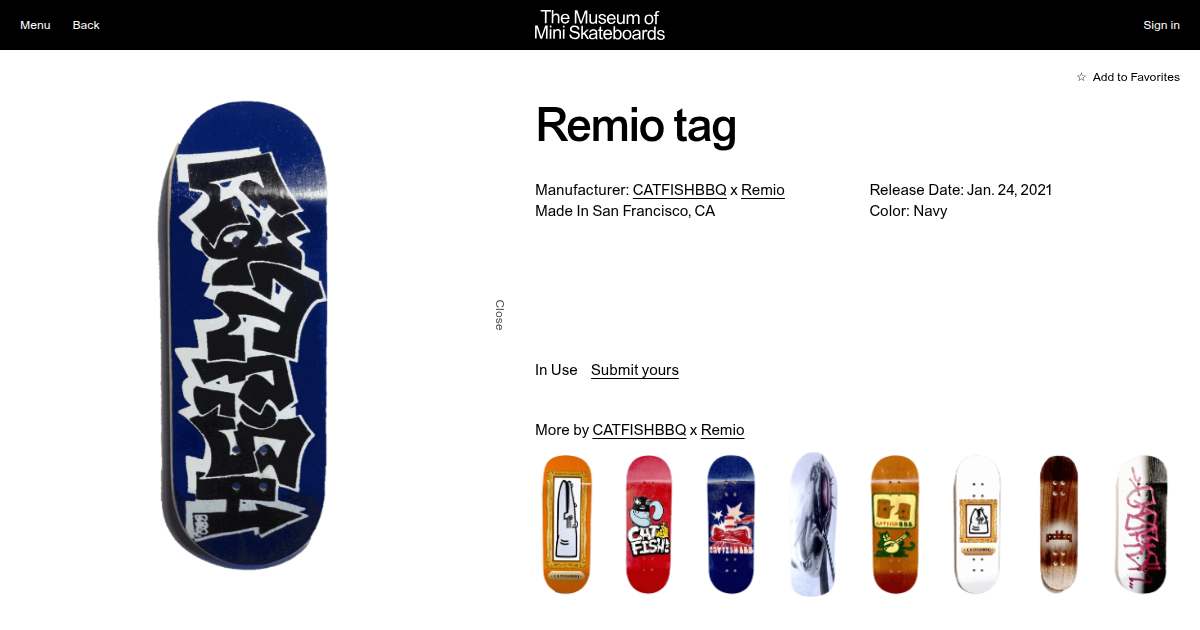 Menu
Back
The Museum of
Mini Skateboards
Sign in
☆ Add to Favorites
Remio tag
Manufacturer: CATFISHBBQ x Remio
Made In San Francisco, CA
Release Date: Jan. 24, 2021
Color: Navy
Close
In Use Submit yours
More by CATFISHBBQ x Remio
CAT
FISH!